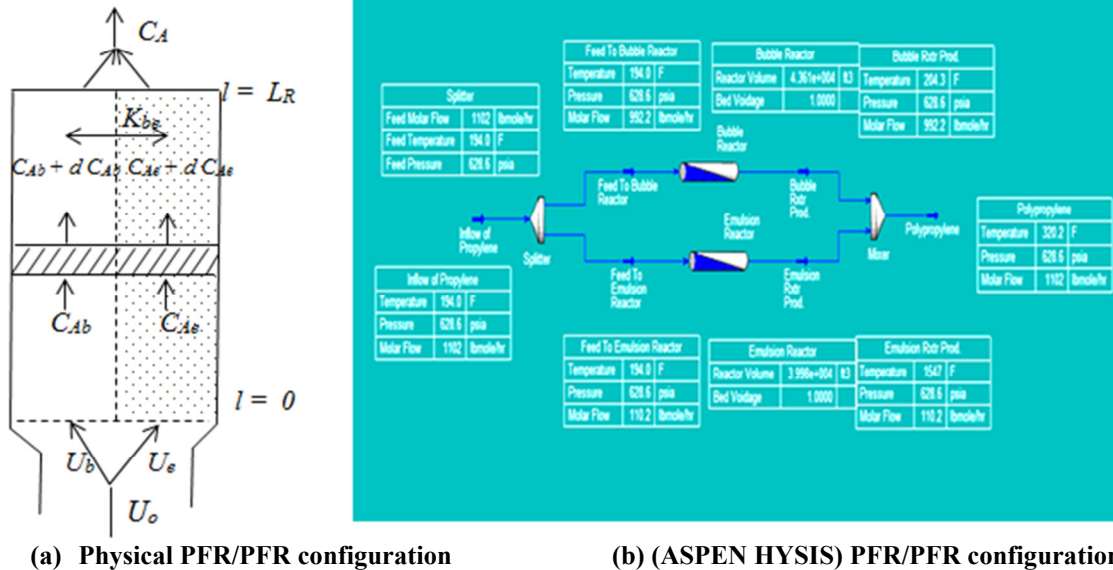 C_A
l = L_R
K_be
C_Ab + d C_Ab C_Ae + d C_Ae
C_Ab
C_Ae
l = 0
U_b
U_e
U_o
Feed To Bubble Reactor
Temperature 194.0 F
Pressure 628.6 psia
Molar Flow 992.2 lbmole/hr
Bubble Reactor
Reactor Volume 4.361e+004 ft3
Bed Voidage 1.0000
Bubble Rxtr Prod.
Temperature 204.3 F
Pressure 628.6 psia
Molar Flow 992.2 lbmole/hr
Splitter
Feed Molar Flow 1102 lbmole/hr
Feed Temperature 194.0 F
Feed Pressure 628.6 psia
Bubble
Reactor
Feed To Bubble
Reactor
Bubble
Rxtr
Prod.
Inflow of
Propylene
Splitter
Emulsion
Reactor
Feed To
Emulsion
Reactor
Emulsion
Rxtr
Prod.
Mixer
Polypropylene
Polypropylene
Temperature 320.2 F
Pressure 628.6 psia
Molar Flow 1102 lbmole/hr
Inflow of Propylene
Temperature 194.0 F
Pressure 628.6 psia
Molar Flow 1102 lbmole/hr
Feed To Emulsion Reactor
Temperature 194.0 F
Pressure 628.6 psia
Molar Flow 110.2 lbmole/hr
Emulsion Reactor
Reactor Volume 3.996e+004 ft3
Bed Voidage 1.0000
Emulsion Rxtr Prod.
Temperature 1547 F
Pressure 628.6 psia
Molar Flow 110.2 lbmole/hr
(a) Physical PFR/PFR configuration
(b) (ASPEN HYSIS) PFR/PFR configuration